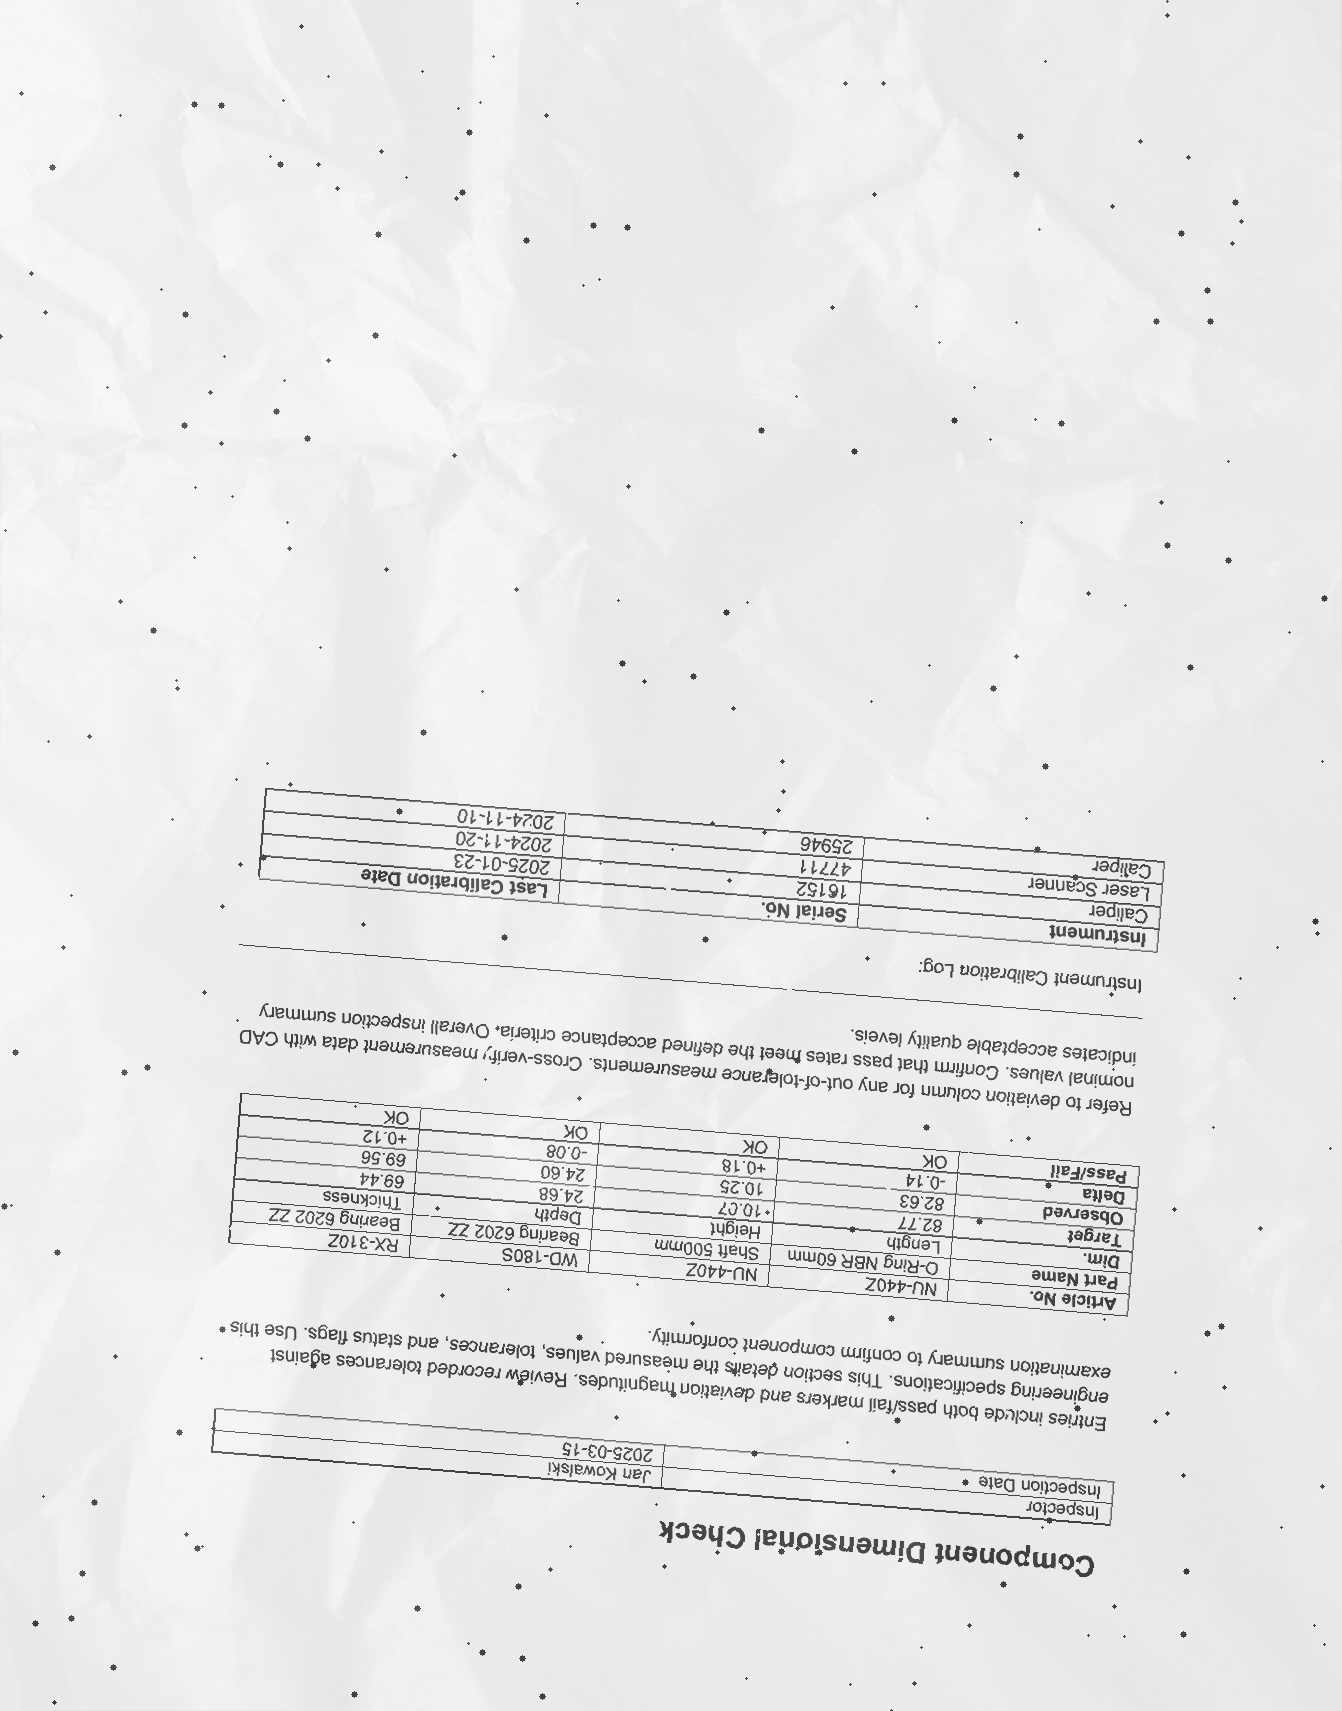 Component Dimensional Check
Inspector Jan Kowalski
Inspection Date 2025-03-15
Entries include both pass/fail markers and deviation magnitudes. Review recorded tolerances against
engineering specifications. This section details the measured values, tolerances, and status flags. Use this
examination summary to confirm component conformity.
Article No. NU-440Z NU-440Z WD-180S RX-310Z
Part Name O-Ring NBR 60mm Shaft 500mm Bearing 6202 ZZ Bearing 6202 ZZ
Dim. Length Height Depth Thickness
Target 82.77 10.07 24.68 69.44
Observed 82.63 10.25 24.60 69.56
Delta -0.14 +0.18 -0.08 +0.12
Pass/Fail OK OK OK OK
Refer to deviation column for any out-of-tolerance measurements. Cross-verify measurement data with CAD
nominal values. Confirm that pass rates meet the defined acceptance criteria. Overall inspection summary
indicates acceptable quality levels.
Instrument Calibration Log:
Instrument Serial No. Last Calibration Date
Caliper 16152 2025-01-23
Laser Scanner 47711 2024-11-20
Caliper 25946 2024-11-10